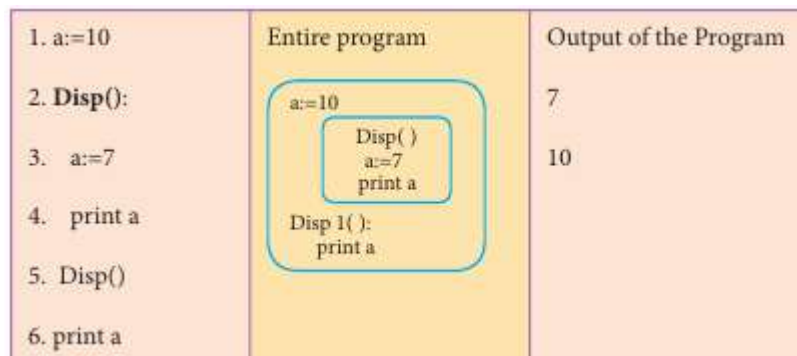 1. a:=10
2. Disp():
3. a:=7
4. print a
5. Disp()
6. print a
Entire program
a:=10
Disp( )
a:=7
print a
Disp 1( ):
print a
Output of the Program
7
10